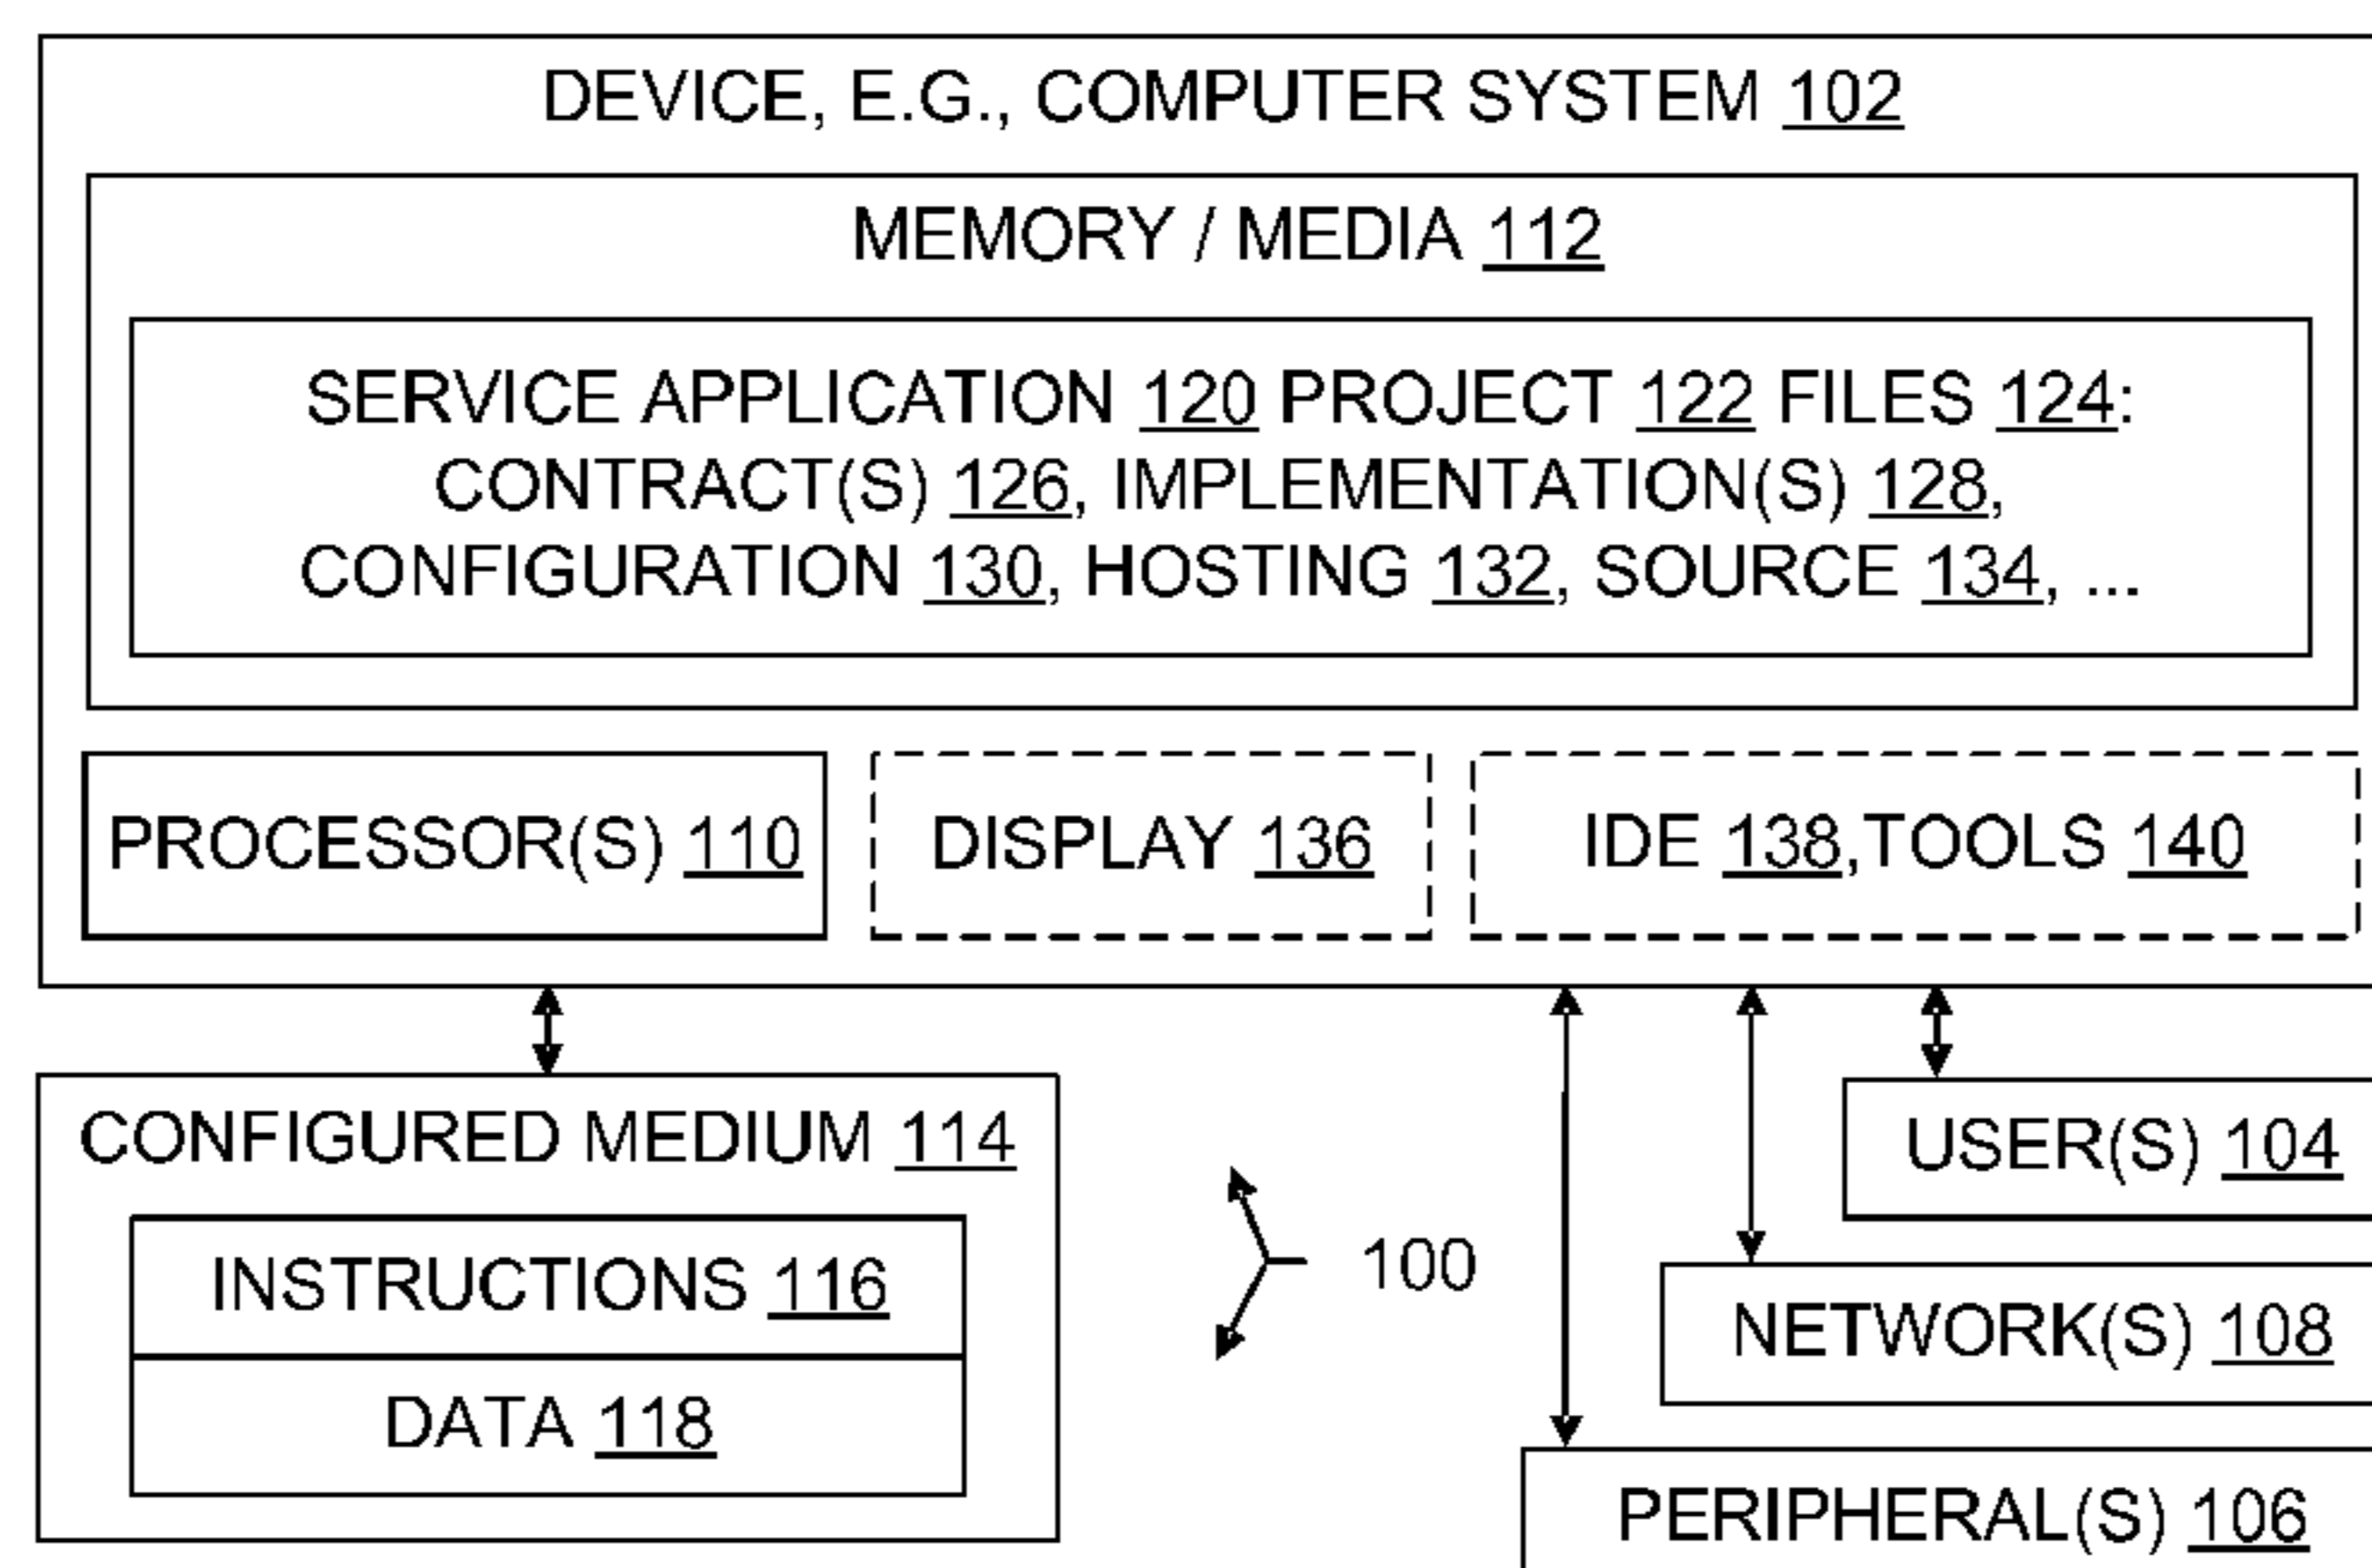 DEVICE, E.G., COMPUTER SYSTEM 102
MEMORY / MEDIA 112
SERVICE APPLICATION 120 PROJECT 122 FILES 124:
CONTRACT(S) 126, IMPLEMENTATION(S) 128,
CONFIGURATION 130, HOSTING 132, SOURCE 134, ...
PROCESSOR(S) 110
DISPLAY 136
IDE 138,TOOLS 140
CONFIGURED MEDIUM 114
INSTRUCTIONS 116
DATA 118
100
USER(S) 104
NETWORK(S) 108
PERIPHERAL(S) 106